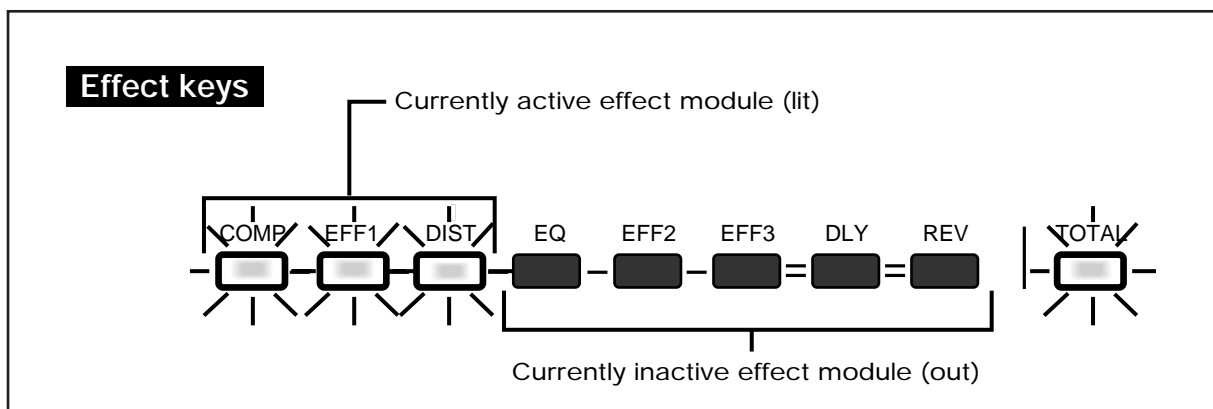 Effect keys
Currently active effect module (lit)
COMP EFF1 DIST EQ EFF2 EFF3 DLY REV TOTAL
Currently inactive effect module (out)